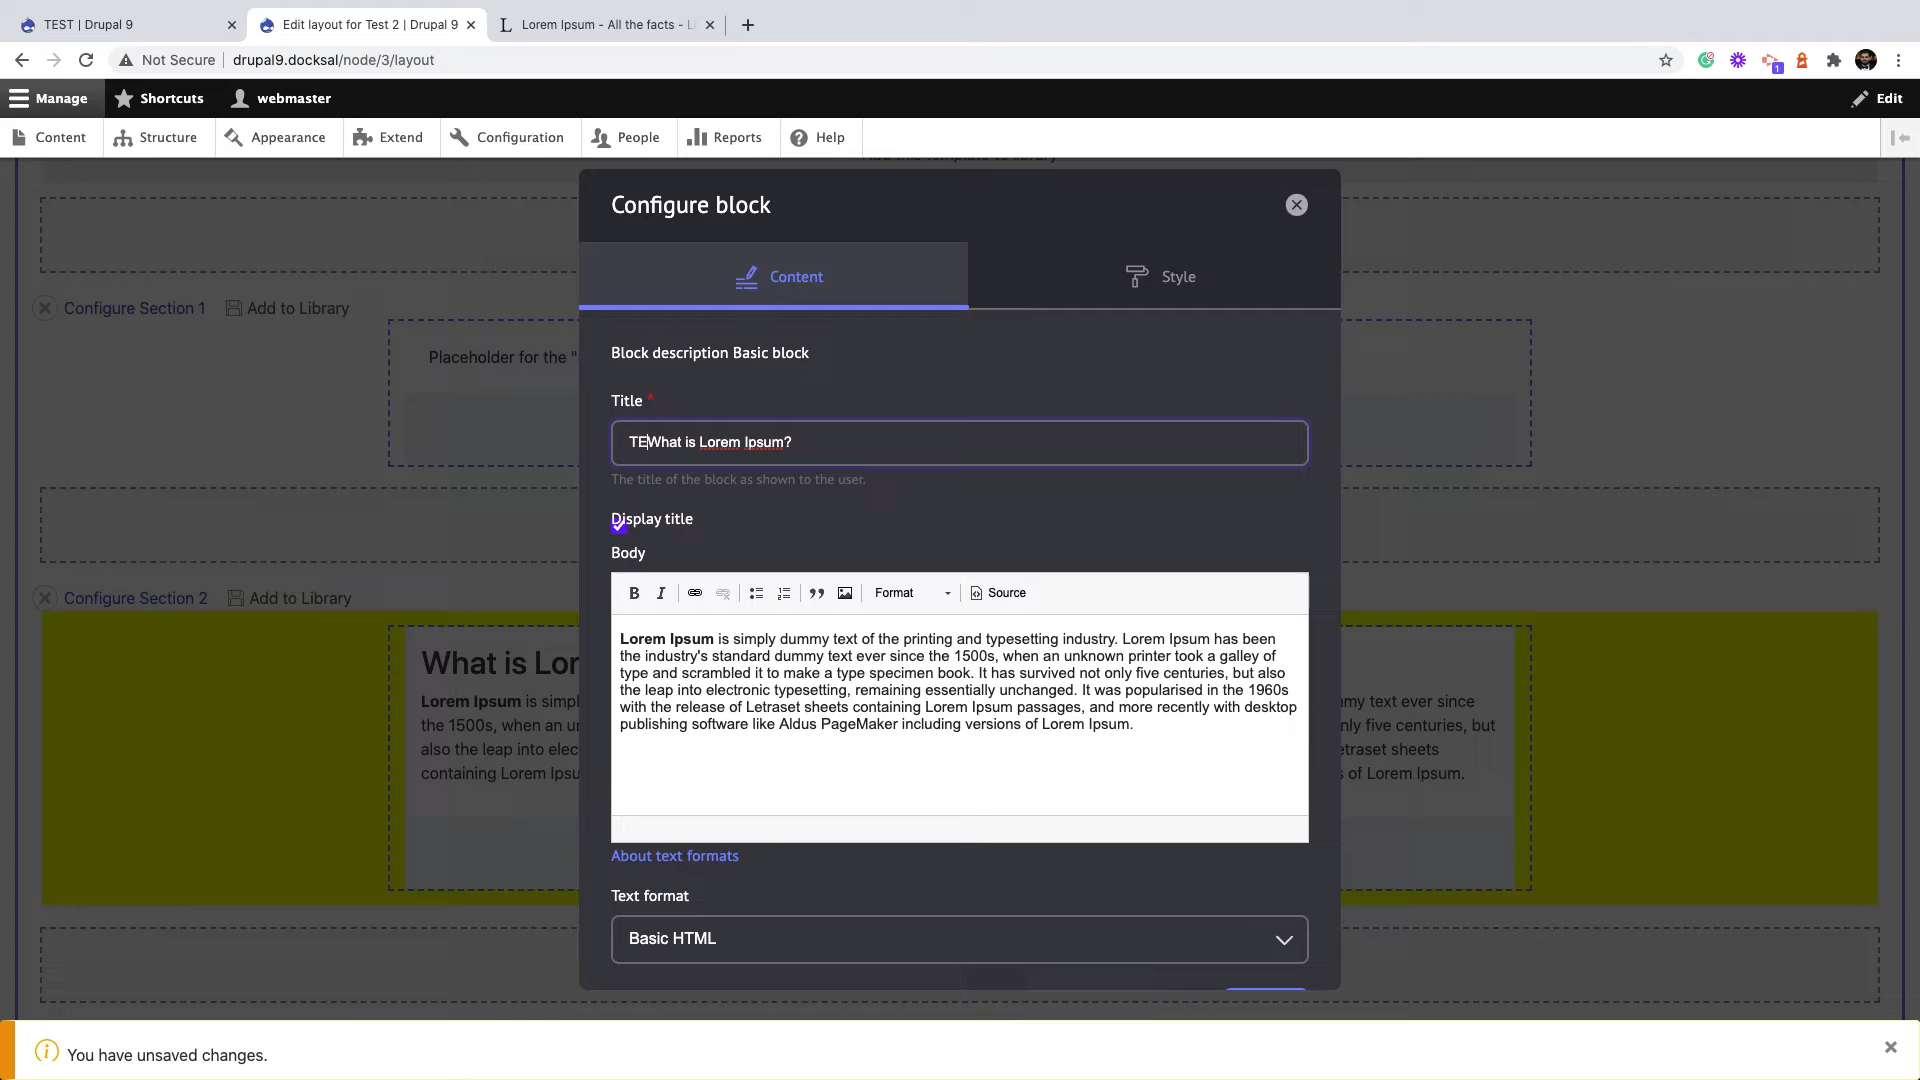 TEST | Drupal 9
Edit layout for Test 2 | Drupal 9
Lorem Ipsum - All the facts - Li
Not Secure
drupal9.docksal/node/3/layout
1
Manage
Shortcuts
webmaster
Edit
Content
Structure
Appearance
Extend
Configuration
People
Reports
Help
Configure block
Content
Style
Configure Section 1
Add to Library
Placeholder for the "
Block description Basic block
Title *
TEWhat is Lorem Ipsum?
The title of the block as shown to the user.
Display title
Body
Format
Source
Lorem Ipsum is simply dummy text of the printing and typesetting industry. Lorem Ipsum has been
the industry's standard dummy text ever since the 1500s, when an unknown printer took a galley of
type and scrambled it to make a type specimen book. It has survived not only five centuries, but also
the leap into electronic typesetting, remaining essentially unchanged. It was popularised in the 1960s
with the release of Letraset sheets containing Lorem Ipsum passages, and more recently with desktop
publishing software like Aldus PageMaker including versions of Lorem Ipsum.
Configure Section 2
Add to Library
What is Lor
Lorem Ipsum is simpl
my text ever since
the 1500s, when an u
nly five centuries, but
also the leap into elec
etraset sheets
containing Lorem Ipsu
s of Lorem Ipsum.
About text formats
Text format
Basic HTML
You have unsaved changes.